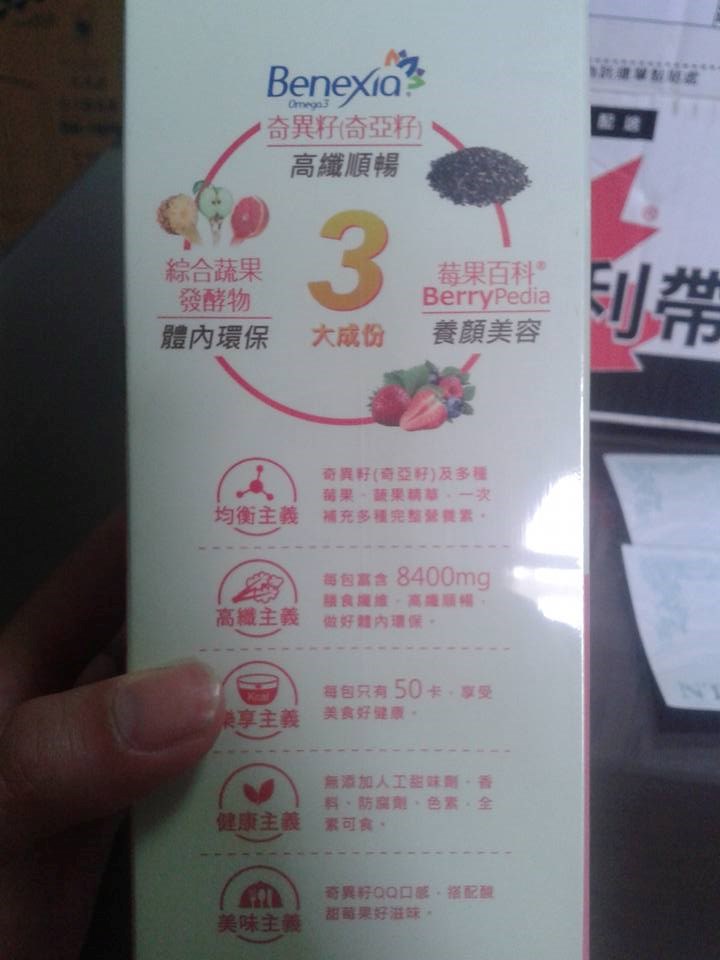 Benexia®
Omega3
奇異籽(奇亞籽)
高纖順暢
綜合蔬果
發酵物
體內環保
3
大成份
莓果百科®
BerryPedia
養顏美容
均衡主義
奇異籽(奇亞籽)及多種
莓果、蔬果精華,一次
補充多種完整營養素。
高纖主義
每包富含 8400mg
膳食纖維,高纖順暢,
做好體內環保。
Kcal
樂享主義
每包只有 50 卡,享受
美食好健康。
健康主義
無添加人工甜味劑、香
料、防腐劑、色素,全
素可食。
美味主義
奇異籽QQ口感,搭配酸
甜莓果好滋味。
®
利帶